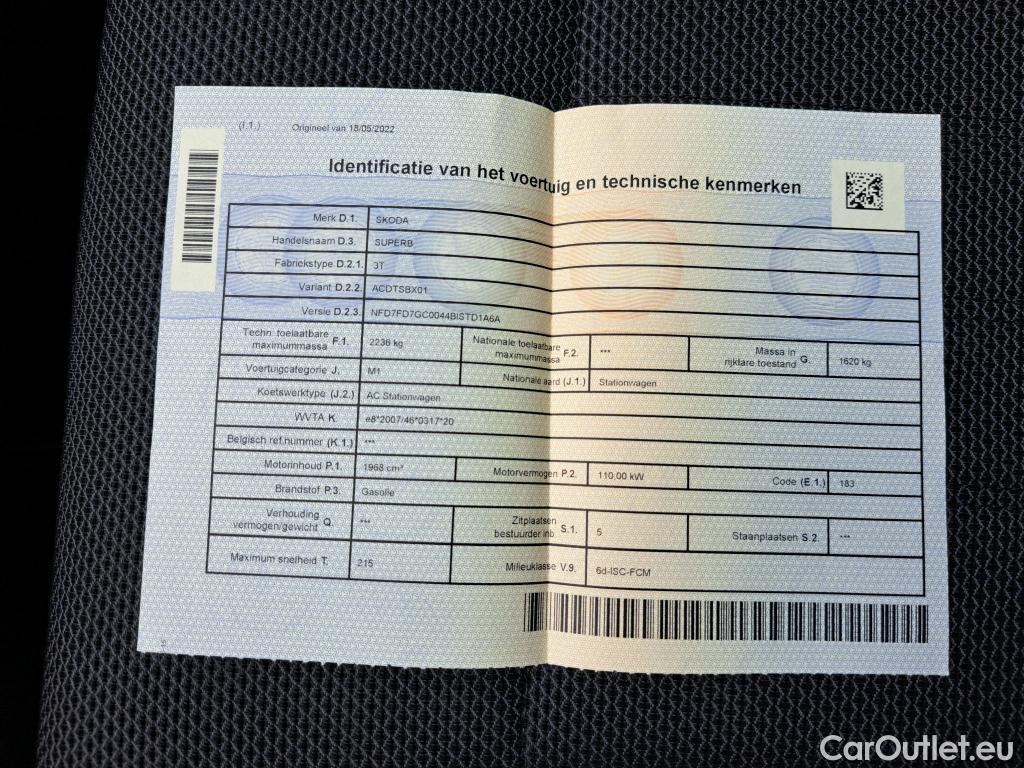 (I.1.) Origineel van 18/05/2022
Identificatie van het voertuig en technische kenmerken
Merk D.1. SKODA
Handelsnaam D.3. SUPERB
Fabrickstype D.2.1. 3T
Variant D.2.2. ACDTSBX01
Versie D.2.3. NFD7FD7GC0044BISTD1A6A
Techn. toelaatbare maximummassa F.1. 2236 kg Nationale toelaatbare maximummassa F.2. *** Massa in rijklare toestand G. 1620 kg
Voertuigcategorie J. M1 Nationale aard (J.1.) Stationwagen
Koetswerktype (J.2.) AC Stationwagen
WVTA K. e8*2007/46*0317*20
Belgisch ref.nummer (K.1.) ***
Motorinhoud P.1. 1968 cm³ Motorvermogen P.2. 110,00 kW Code (E.1.) 183
Brandstof P.3. Gasolie
Verhouding vermogen/gewicht Q. *** Zitplaatsen bestuurder inb. S.1. 5 Staanplaatsen S.2. ***
Maximum snelheid T. 215 Milieuklasse V.9. 6d-ISC-FCM
CarOutlet.eu